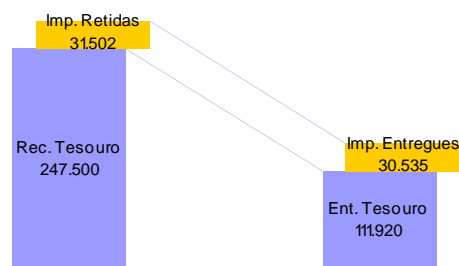 Imp. Retidas
31.502
Rec. Tesouro
247.500
Imp. Entregues
30.535
Ent. Tesouro
111.920